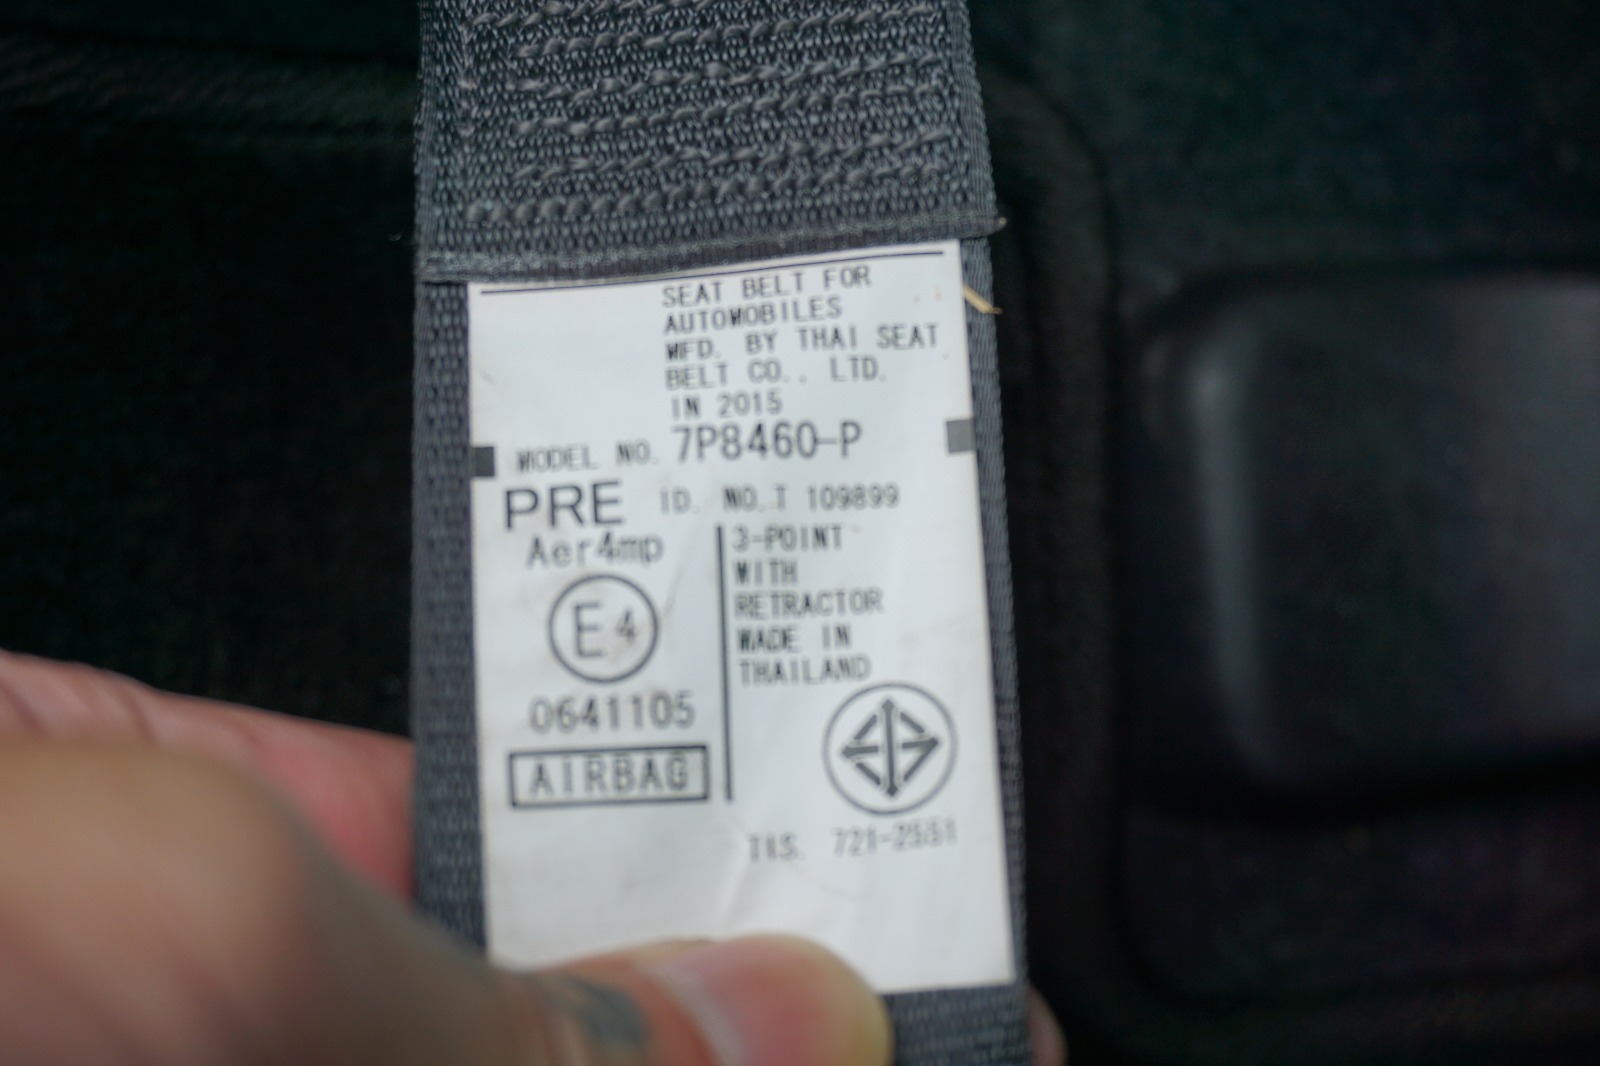 SEAT BELT FOR
AUTOMOBILES
MFD. BY THAI SEAT
BELT CO., LTD.
IN 2015
MODEL NO. 7P8460-P
PRE ID. NO.T 109899
Aer4mp
3-POINT
WITH
RETRACTOR
MADE IN
THAILAND
E4
0641105
AIRBAG
TIS. 721-2551